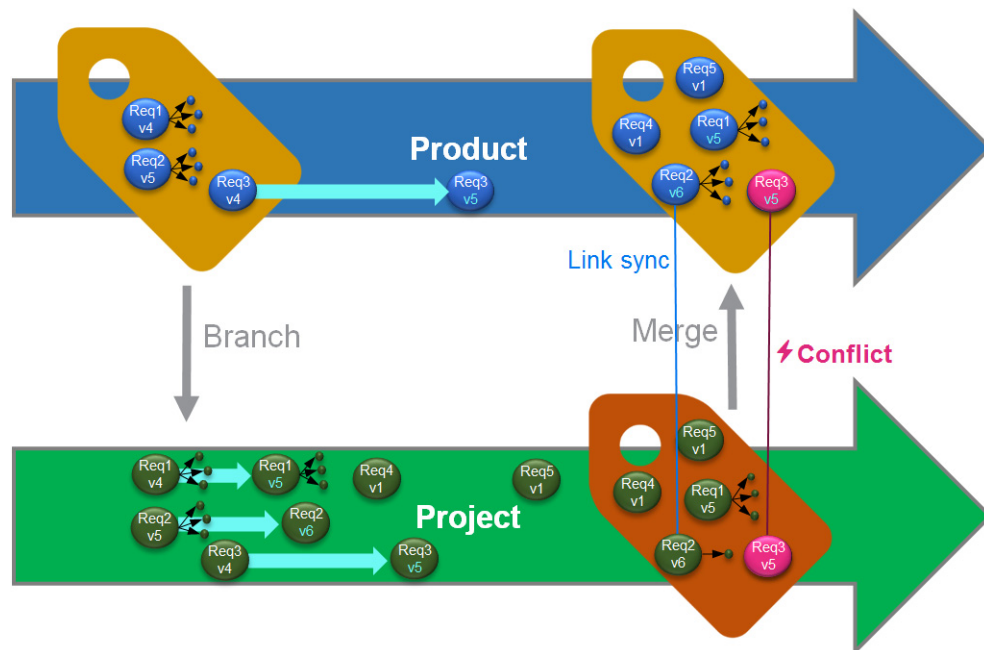 Req1
v4
Req2
v5
Req3
v4
Product
Req3
v5
Req5
v1
Req4
v1
Req1
v5
Req2
v6
Req3
v5
Link sync
Branch
Merge
Conflict
Req1
v4
Req1
v5
Req4
v1
Req5
v1
Req2
v5
Req2
v6
Project
Req3
v4
Req3
v5
Req5
v1
Req4
v1
Req1
v5
Req2
v6
Req3
v5